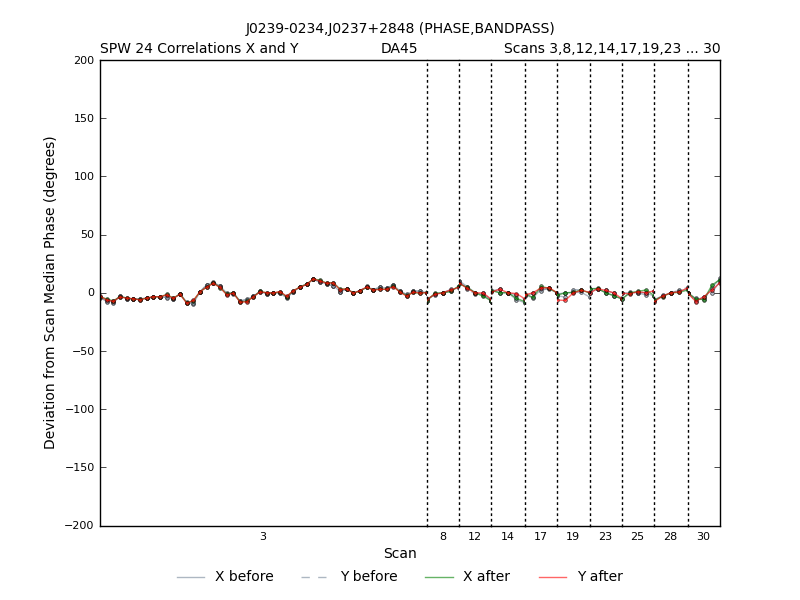 J0239-0234,J0237+2848 (PHASE,BANDPASS)
SPW 24 Correlations X and Y DA45 Scans 3,8,12,14,17,19,23 ... 30
200
150
100
50
0
−50
−100
−150
−200
Deviation from Scan Median Phase (degrees)
3 8 12 14 17 19 23 25 28 30
Scan
X before Y before X after Y after